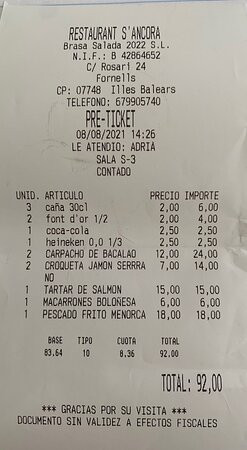 RESTAURANT S'ANCORA
Brasa Salada 2022 S.L.
N.I.F.: B 42864652
C/ Rosari 24
Fornells
CP: 07748 Illes Balears
TELEFONO: 679905740
PRE-TICKET
08/08/2021 14:26
LE ATENDIO: ADRIA
SALA S-3
CONTADO
UNID. ARTICULO PRECIO IMPORTE
3 caña 30cl 2,00 6,00
2 font d'or 1/2 2,00 4,00
1 coca-cola 2,50 2,50
1 heineken 0,0 1/3 2,50 2,50
2 CARPACHO DE BACALAO 12,00 24,00
2 CROQUETA JAMON SERRRA 7,00 14,00
NO
1 TARTAR DE SALMON 15,00 15,00
1 MACARRONES BOLOÑESA 6,00 6,00
1 PESCADO FRITO MENORCA 18,00 18,00
BASE TIPO CUOTA TOTAL
83,64 10 8,36 92,00
TOTAL: 92,00
*** GRACIAS POR SU VISITA ***
DOCUMENTO SIN VALIDEZ A EFECTOS FISCALES